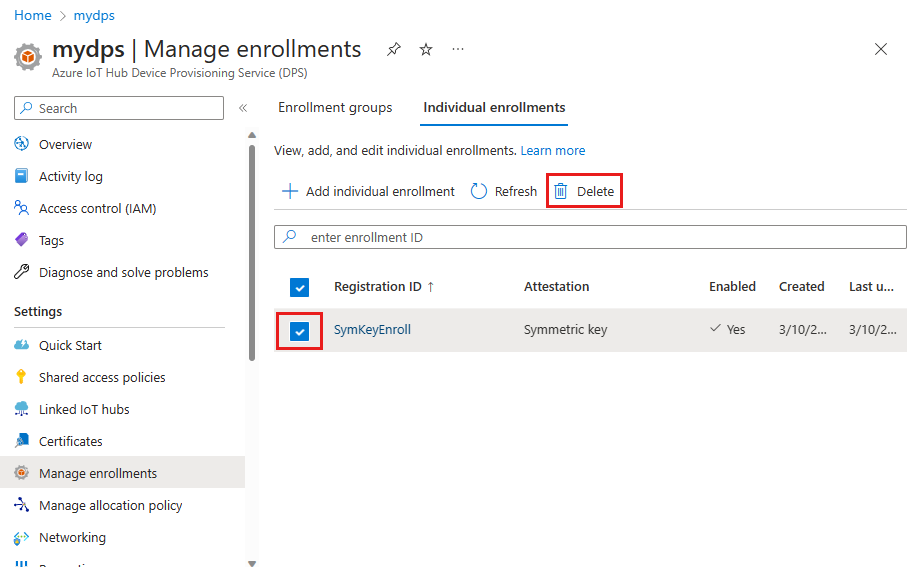 Home > mydps
mydps | Manage enrollments
Azure IoT Hub Device Provisioning Service (DPS)
Search
Overview
Activity log
Access control (IAM)
Tags
Diagnose and solve problems
Settings
Quick Start
Shared access policies
Linked IoT hubs
Certificates
Manage enrollments
Manage allocation policy
Networking
Enrollment groups Individual enrollments
View, add, and edit individual enrollments. Learn more
Add individual enrollment Refresh Delete
enter enrollment ID
Registration ID ↑ Attestation Enabled Created Last u...
SymKeyEnroll Symmetric key Yes 3/10/2... 3/10/2...